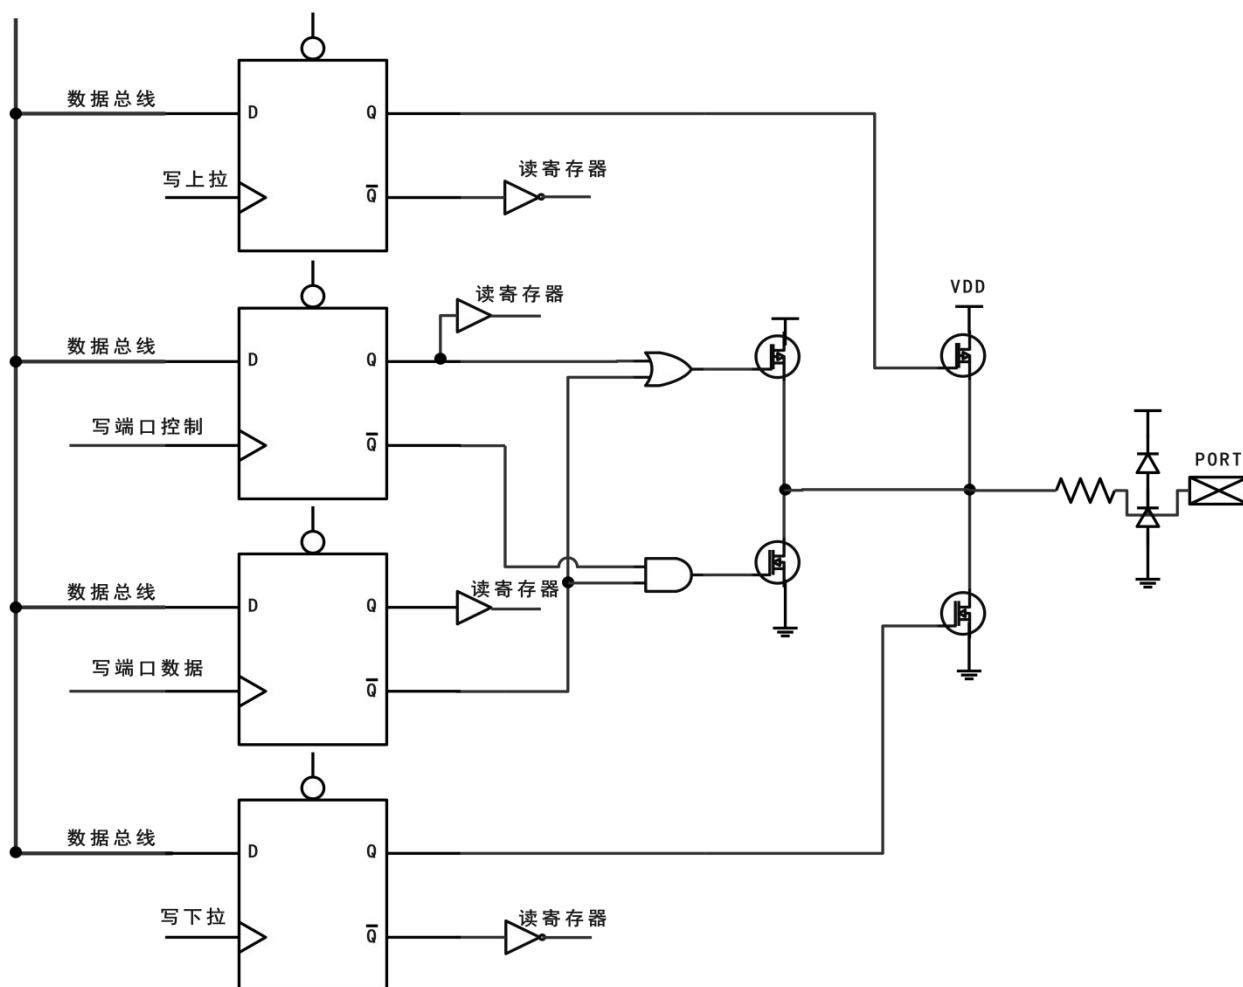 数据总线
D
Q
写上拉
Q
读寄存器
读寄存器
VDD
数据总线
D
Q
写端口控制
Q
PORT
数据总线
D
Q
读寄存器
写端口数据
Q
数据总线
D
Q
写下拉
Q
读寄存器